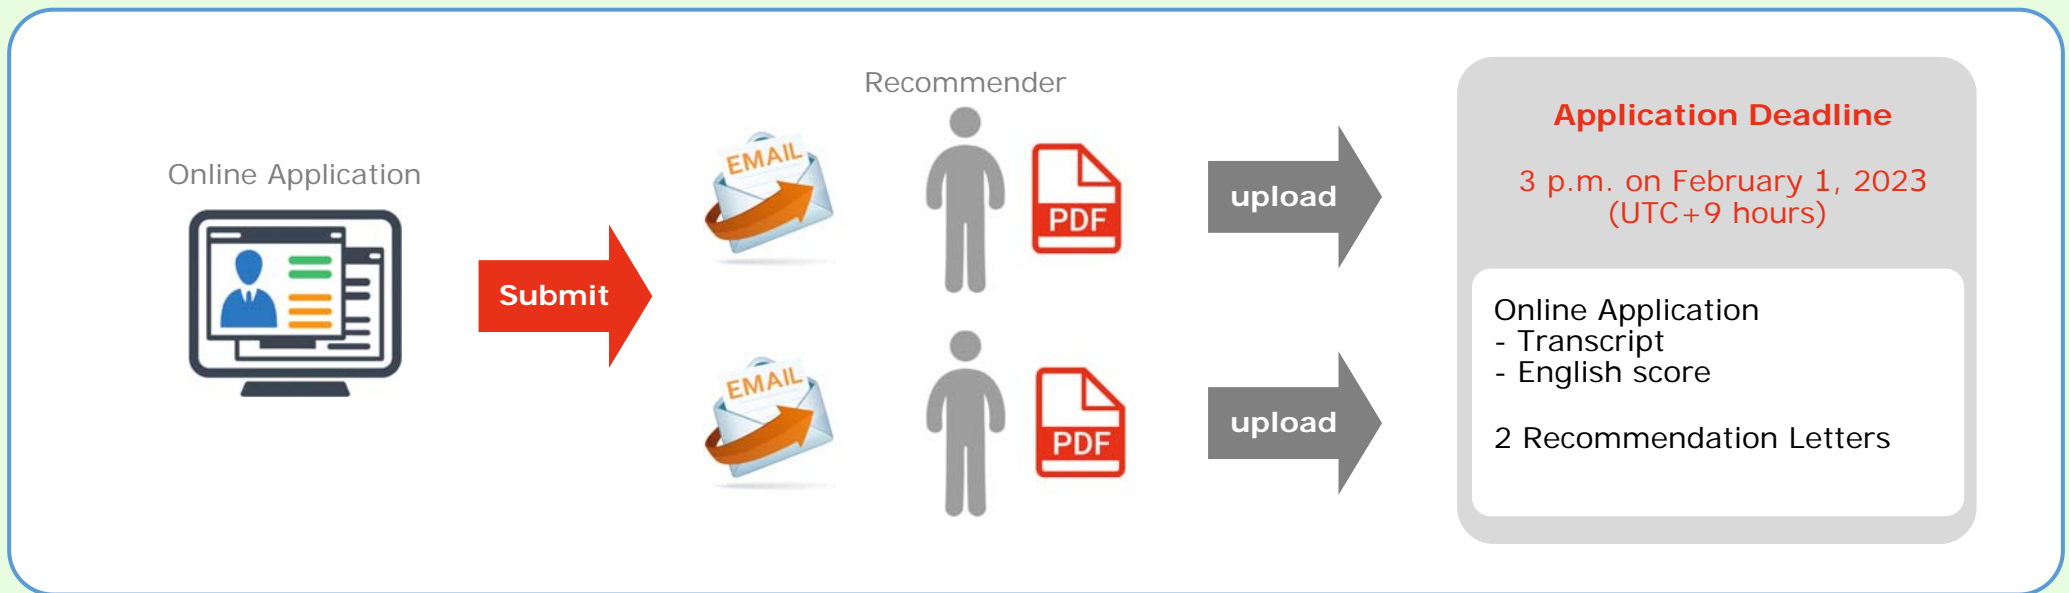 Online Application
Submit
Recommender
EMAIL
PDF
upload
EMAIL
PDF
upload
Application Deadline
3 p.m. on February 1, 2023
(UTC+9 hours)
Online Application
- Transcript
- English score
2 Recommendation Letters